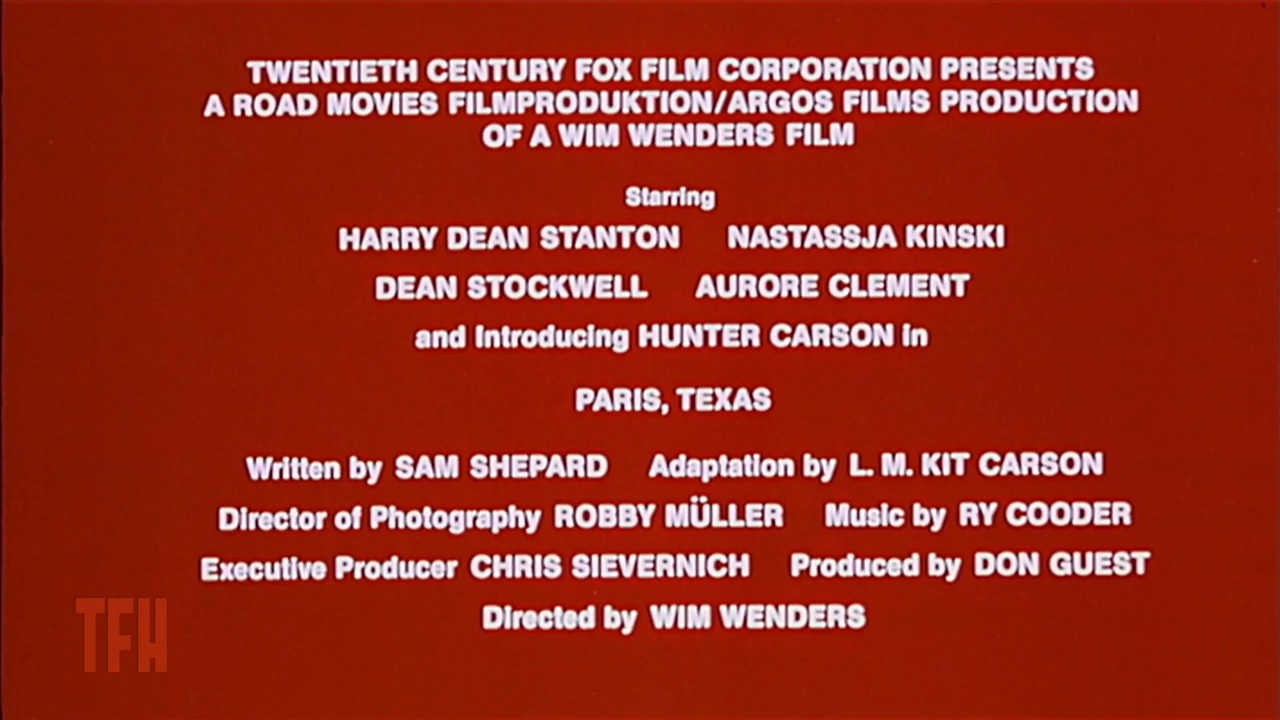 TWENTIETH CENTURY FOX FILM CORPORATION PRESENTS
A ROAD MOVIES FILMPRODUKTION/ARGOS FILMS PRODUCTION
OF A WIM WENDERS FILM
Starring
HARRY DEAN STANTON NASTASSJA KINSKI
DEAN STOCKWELL AURORE CLEMENT
and Introducing HUNTER CARSON in
PARIS, TEXAS
Written by SAM SHEPARD Adaptation by L. M. KIT CARSON
Director of Photography ROBBY MÜLLER Music by RY COODER
Executive Producer CHRIS SIEVERNICH Produced by DON GUEST
Directed by WIM WENDERS
TFH